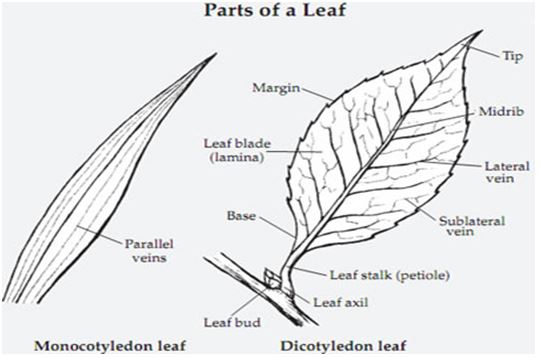 Parts of a Leaf
Tip
Margin
Midrib
Leaf blade
(lamina)
Lateral
vein
Base
Sublateral
vein
Parallel
veins
Leaf stalk (petiole)
Leaf axil
Leaf bud
Monocotyledon leaf
Dicotyledon leaf